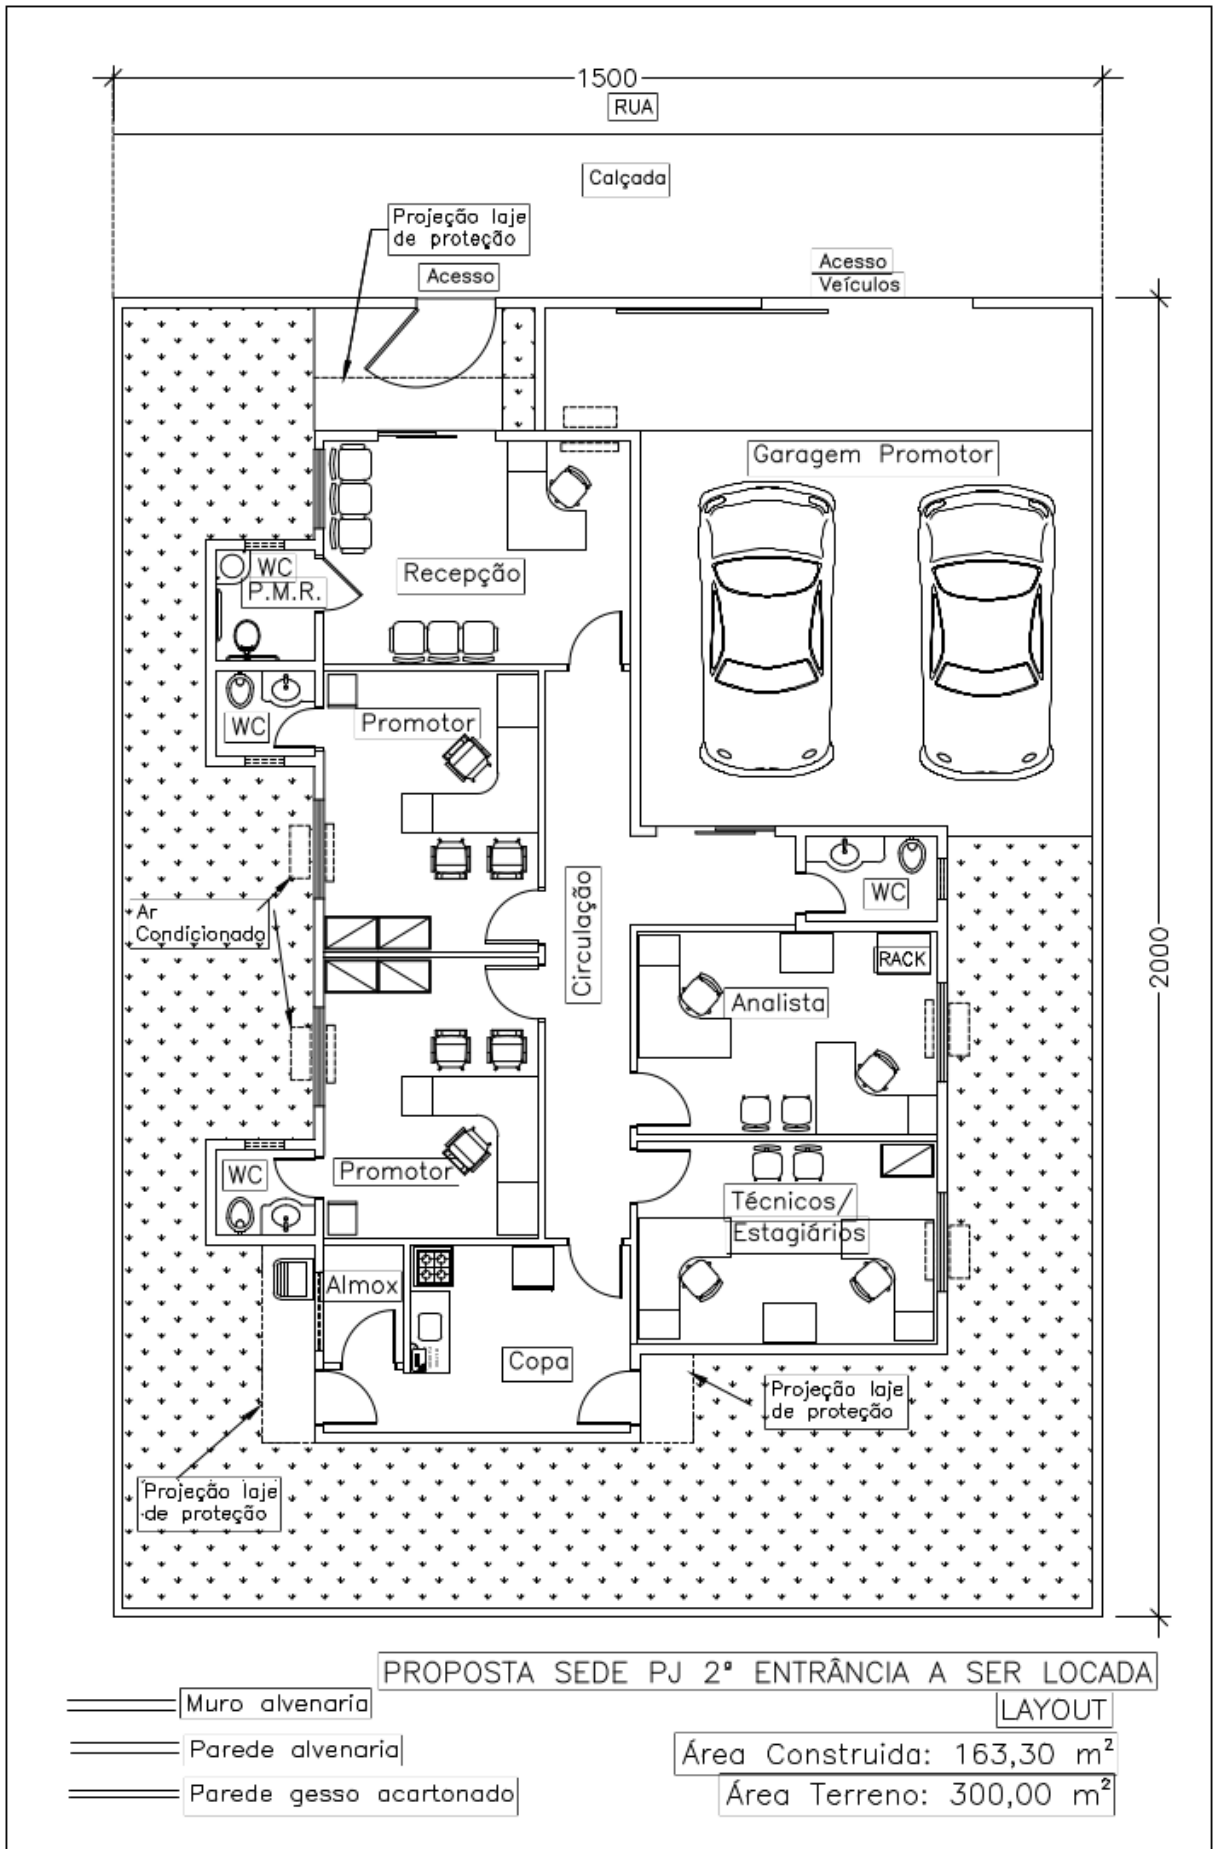 1500
RUA
Calçada
Projeção laje
de proteção
Acesso
Acesso
Veículos
Garagem Promotor
WC
P.M.R.
Recepção
WC
Promotor
Circulação
WC
Ar
Condicionado
RACK
Analista
2000
WC
Promotor
Técnicos/
Estagiários
Almox
Copa
Projeção laje
de proteção
Projeção laje
de proteção
PROPOSTA SEDE PJ 2ª ENTRÂNCIA A SER LOCADA
Muro alvenaria
LAYOUT
Parede alvenaria
Área Construida: 163,30 m²
Parede gesso acartonado
Área Terreno: 300,00 m²